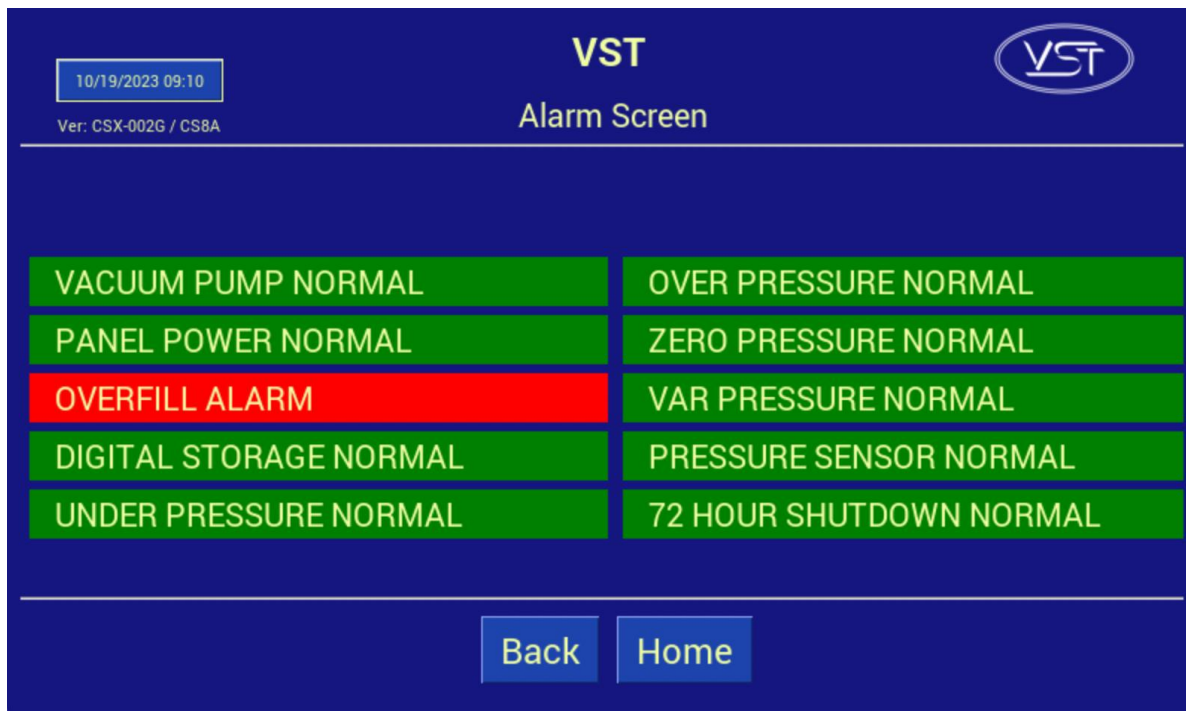 VST
10/19/2023 09:10
Ver: CSX-002G / CS8A
Alarm Screen
VST
VACUUM PUMP NORMAL
PANEL POWER NORMAL
OVERFILL ALARM
DIGITAL STORAGE NORMAL
UNDER PRESSURE NORMAL
OVER PRESSURE NORMAL
ZERO PRESSURE NORMAL
VAR PRESSURE NORMAL
PRESSURE SENSOR NORMAL
72 HOUR SHUTDOWN NORMAL
Back
Home